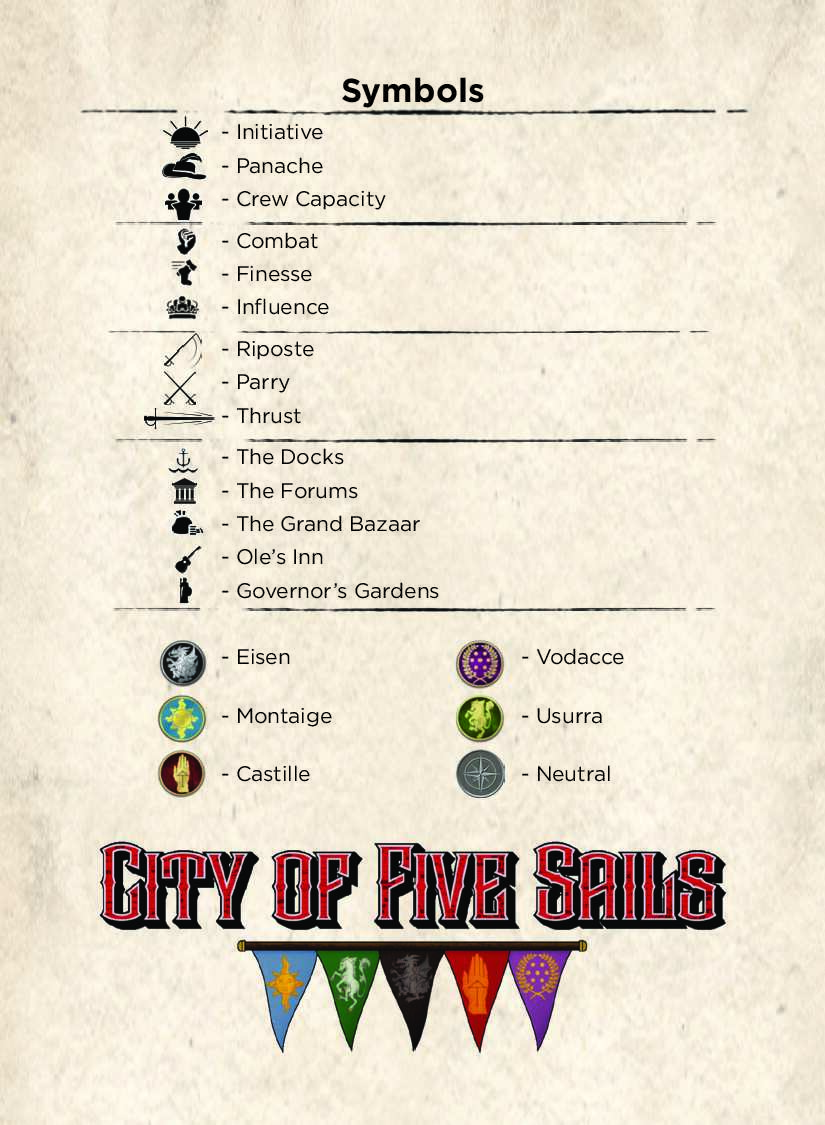 Symbols
- Initiative
- Panache
- Crew Capacity
- Combat
- Finesse
- Influence
- Riposte
- Parry
- Thrust
- The Docks
- The Forums
- The Grand Bazaar
- Ole’s Inn
- Governor’s Gardens
- Eisen - Vodacce
- Montaige - Usurra
- Castille - Neutral
City of Five Sails